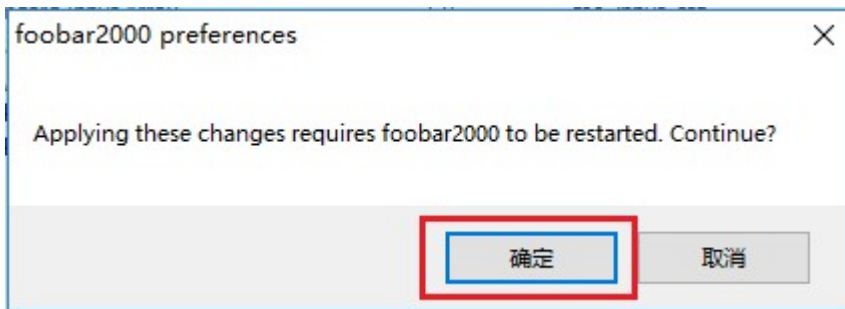 foobar2000 preferences
Applying these changes requires foobar2000 to be restarted. Continue?
确定
取消